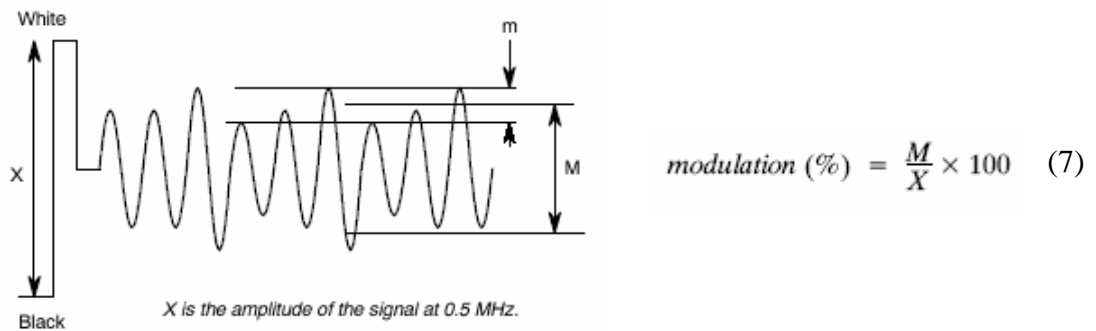 White
m
X
M
modulation (%) = M/X × 100 (7)
X is the amplitude of the signal at 0.5 MHz.
Black